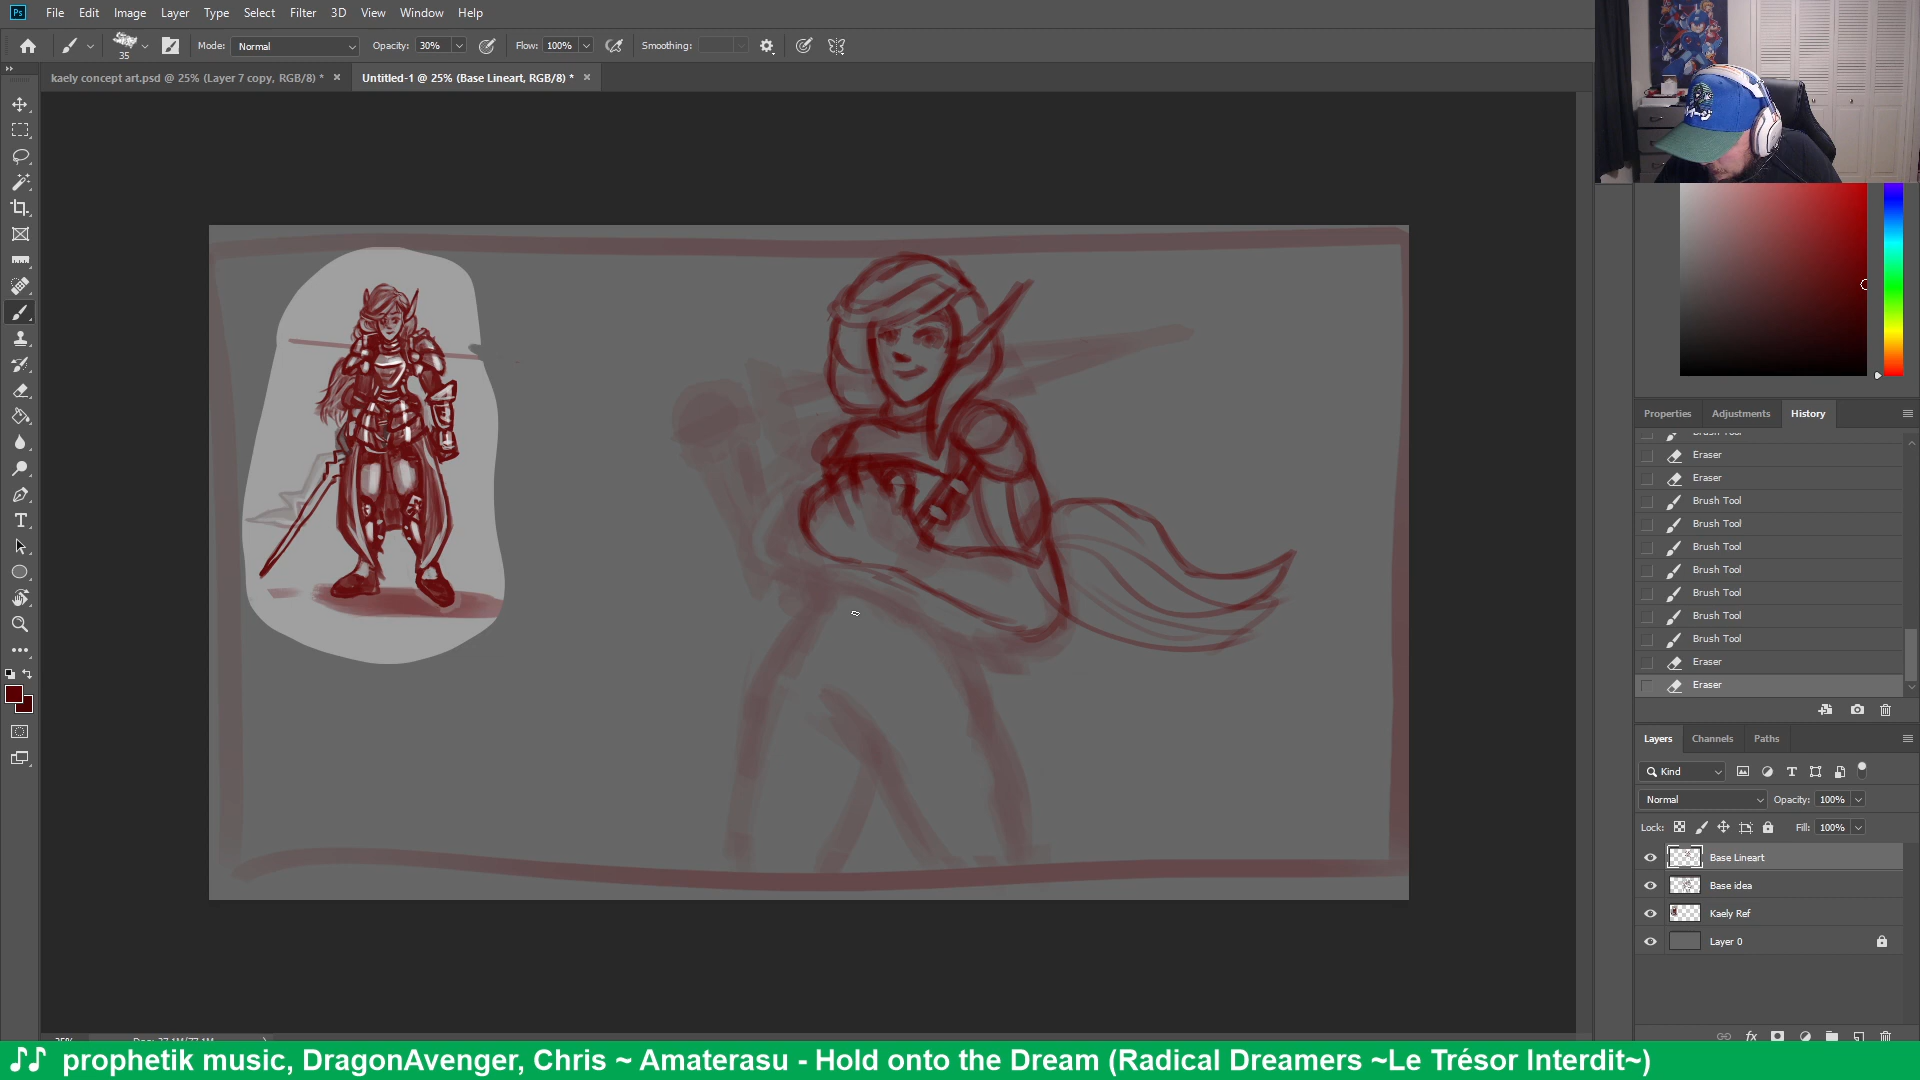 Ps File Edit Image Layer Type Select Filter 3D View Window Help
35 Mode: Normal Opacity: 30% Flow: 100% Smoothing:
kaely concept art.psd @ 25% (Layer 7 copy, RGB/8) * × Untitled-1 @ 25% (Base Lineart, RGB/8) * ×
Properties Adjustments History
Brush Tool
Eraser
Eraser
Brush Tool
Brush Tool
Brush Tool
Brush Tool
Brush Tool
Brush Tool
Brush Tool
Eraser
Eraser
Layers Channels Paths
Kind
Normal Opacity: 100%
Lock: Fill: 100%
Base Lineart
Base idea
Kaely Ref
Layer 0
♪♫ prophetik music, DragonAvenger, Chris ~ Amaterasu - Hold onto the Dream (Radical Dreamers ~Le Trésor Interdit~)